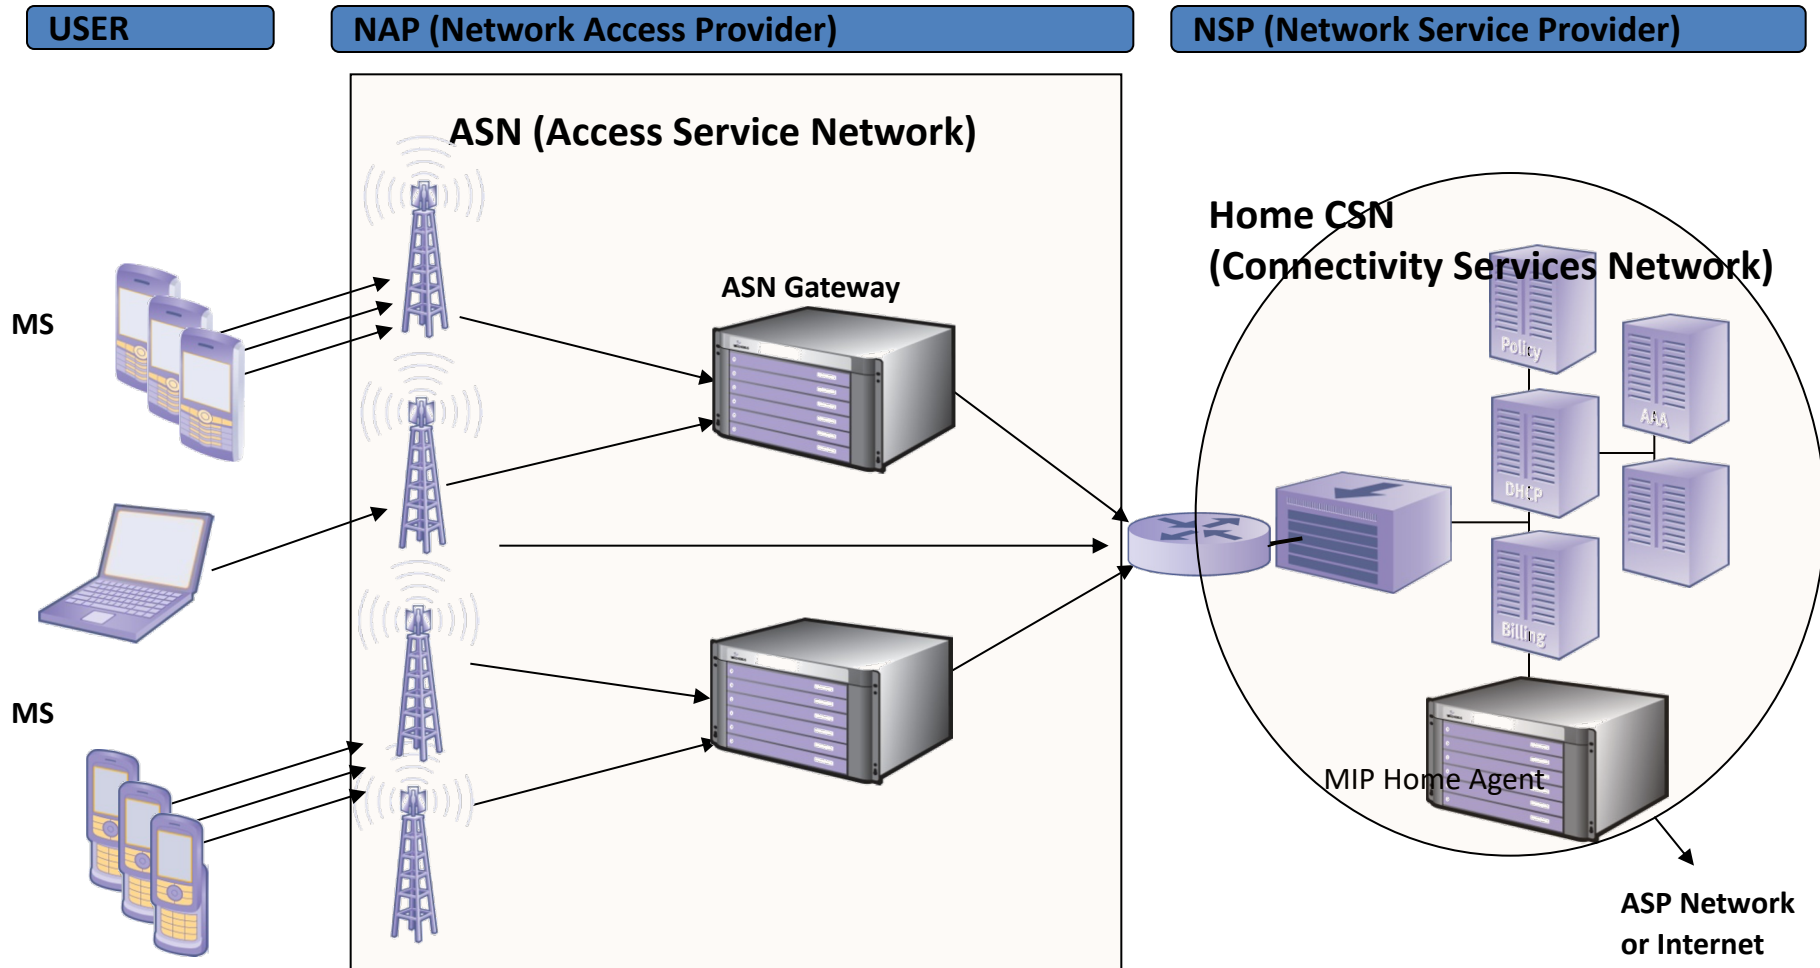 USER
NAP (Network Access Provider)
NSP (Network Service Provider)
ASN (Access Service Network)
Home CSN
(Connectivity Services Network)
ASN Gateway
MS
Policy
AAA
DHCP
Billing
MS
MIP Home Agent
ASP Network
or Internet